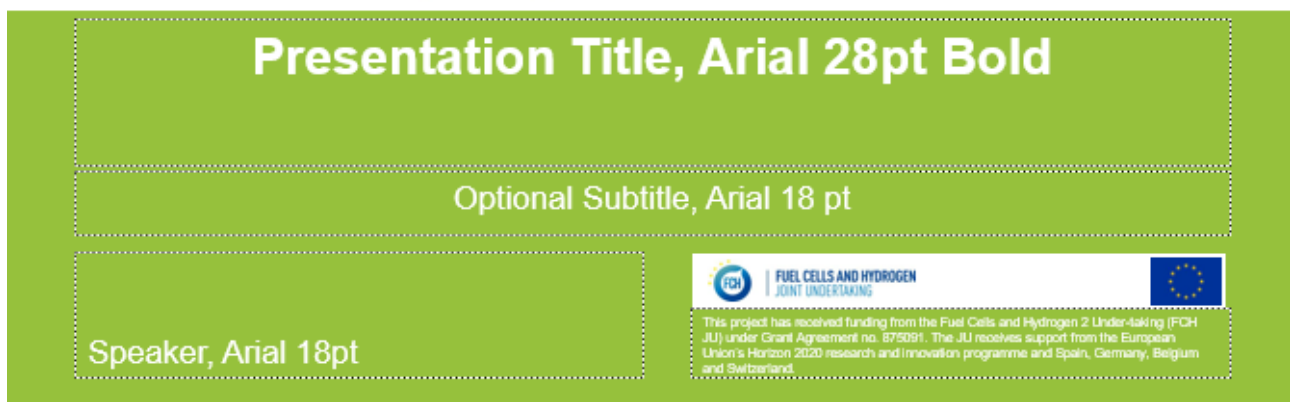 Presentation Title, Arial 28pt Bold
Optional Subtitle, Arial 18 pt
Speaker, Arial 18pt
FCH
FUEL CELLS AND HYDROGEN
JOINT UNDERTAKING
This project has received funding from the Fuel Cells and Hydrogen 2 Under-taking (FCH
JU) under Grant Agreement no. 875091. The JU receives support from the European
Union's Horizon 2020 research and innovation programme and Spain, Germany, Belgium
and Switzerland.